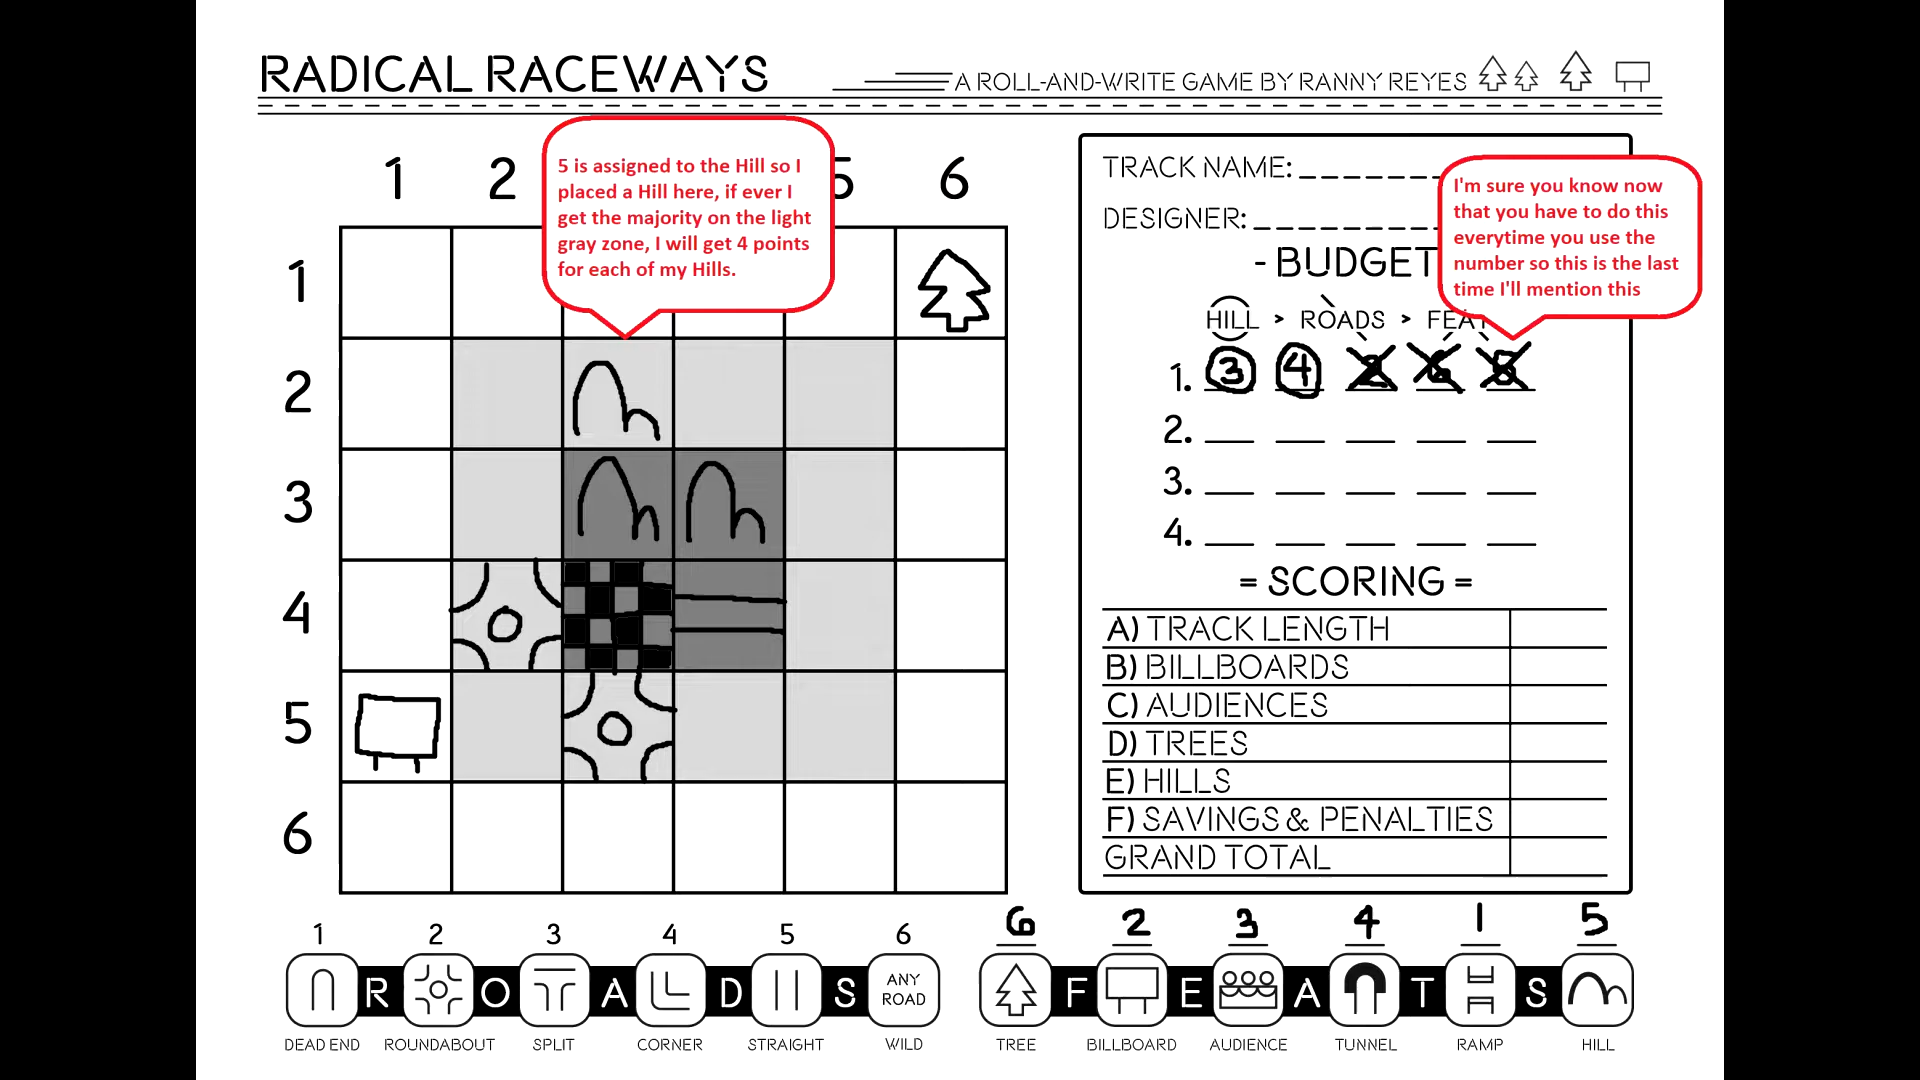 RADICAL RACEWAYS
A ROLL-AND-WRITE GAME BY RANNY REYES
5 is assigned to the Hill so I
placed a Hill here, if ever I
get the majority on the light
gray zone, I will get 4 points
for each of my Hills.
1 2 5 6
1
2
3
4
5
6
TRACK NAME:
DESIGNER:
I'm sure you know now
that you have to do this
everytime you use the
number so this is the last
time I'll mention this
- BUDGET
HILL > ROADS >
1. 3 4 2 6 5
2.
3.
4.
= SCORING =
A) TRACK LENGTH
B) BILLBOARDS
C) AUDIENCES
D) TREES
E) HILLS
F) SAVINGS & PENALTIES
GRAND TOTAL
1 2 3 4 5 6
R O A D S
ANY
ROAD
DEAD END ROUNDABOUT SPLIT CORNER STRAIGHT WILD
6 2 3 4 1 5
F E A T S
TREE BILLBOARD AUDIENCE TUNNEL RAMP HILL